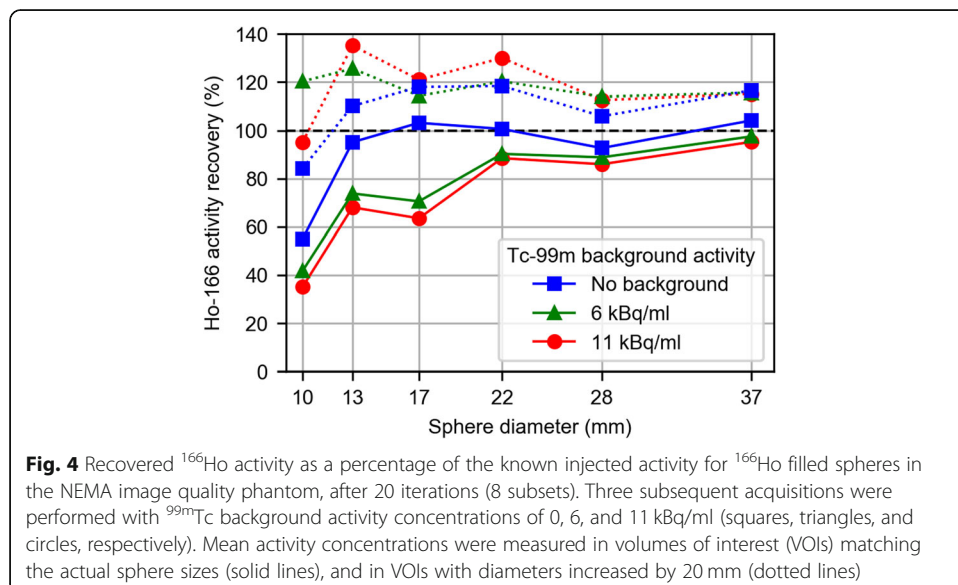 140
120
100
80
60
40
20
0
Ho-166 activity recovery (%)
Tc-99m background activity
No background
6 kBq/ml
11 kBq/ml
10 13 17 22 28 37
Sphere diameter (mm)
Fig. 4 Recovered ¹⁶⁶Ho activity as a percentage of the known injected activity for ¹⁶⁶Ho filled spheres in
the NEMA image quality phantom, after 20 iterations (8 subsets). Three subsequent acquisitions were
performed with ⁹⁹ᵐTc background activity concentrations of 0, 6, and 11 kBq/ml (squares, triangles, and
circles, respectively). Mean activity concentrations were measured in volumes of interest (VOIs) matching
the actual sphere sizes (solid lines), and in VOIs with diameters increased by 20 mm (dotted lines)